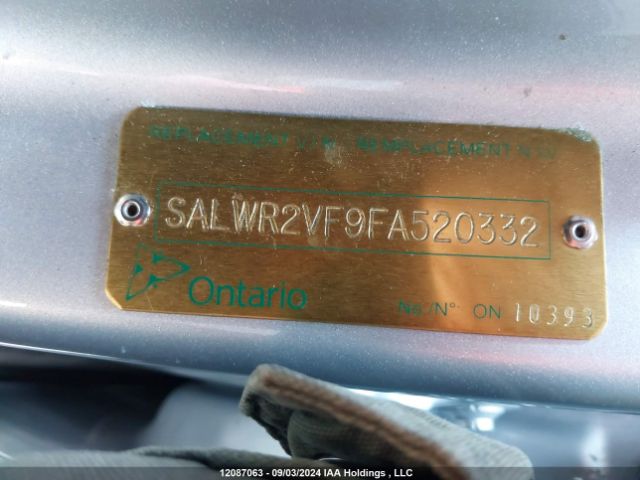 REPLACEMENT V.I.N. REMPLACEMENT N.I.V.
SALWR2VF9FA520332
Ontario
No./N° ON 10393
12087063 - 09/03/2024 IAA Holdings , LLC